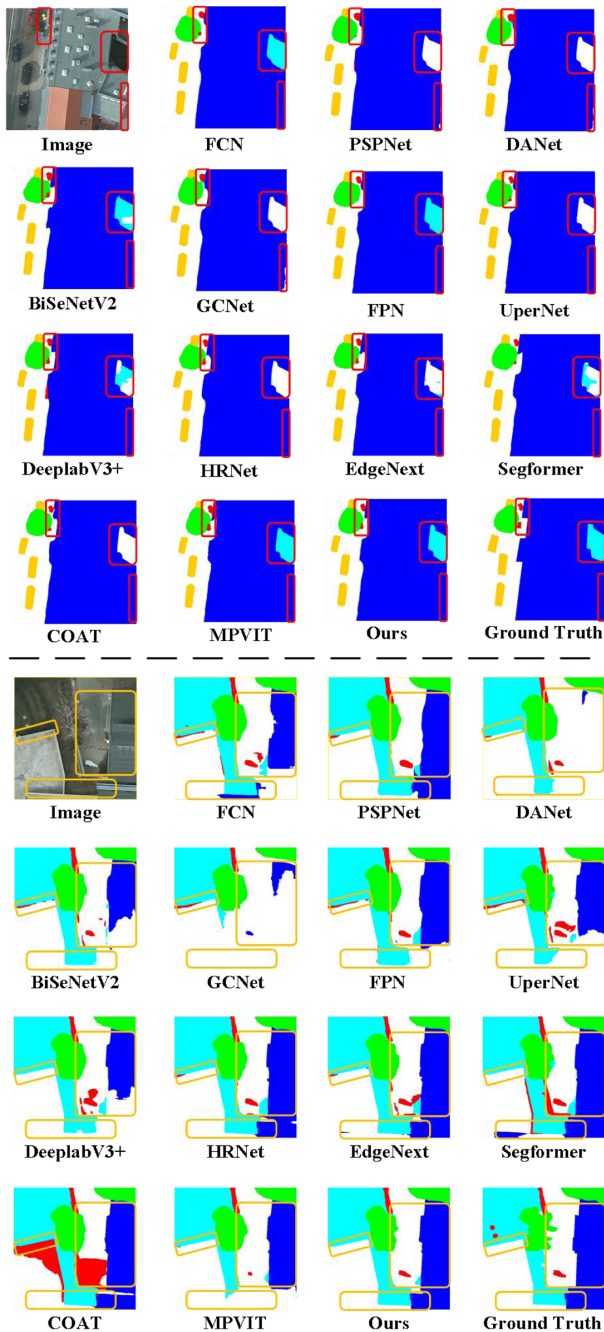 Image FCN PSPNet DANet
BiSeNetV2 GCNet FPN UperNet
DeeplabV3+ HRNet EdgeNext Segformer
COAT MPVIT Ours Ground Truth
Image FCN PSPNet DANet
BiSeNetV2 GCNet FPN UperNet
DeeplabV3+ HRNet EdgeNext Segformer
COAT MPVIT Ours Ground Truth